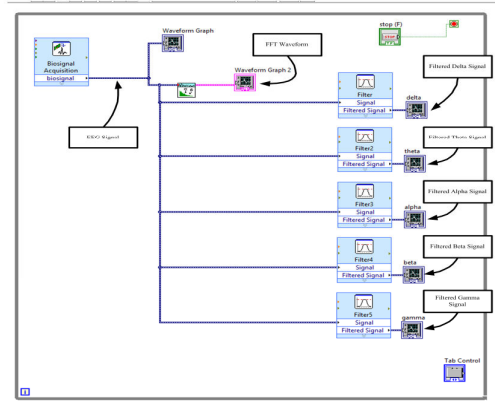 Waveform Graph
stop (F)
STOP
FFT Waveform
Biosignal
Acquisition
biosignal
Waveform Graph 2
Filtered Delta Signal
Filter
Signal
Filtered Signal
delta
EEG Signal
Filtered Theta Signal
Filter2
Signal
Filtered Signal
theta
Filtered Alpha Signal
Filter3
Signal
Filtered Signal
alpha
Filtered Beta Signal
Filter4
Signal
Filtered Signal
beta
Filtered Gamma
Signal
Filter5
Signal
Filtered Signal
gamma
Tab Control
i